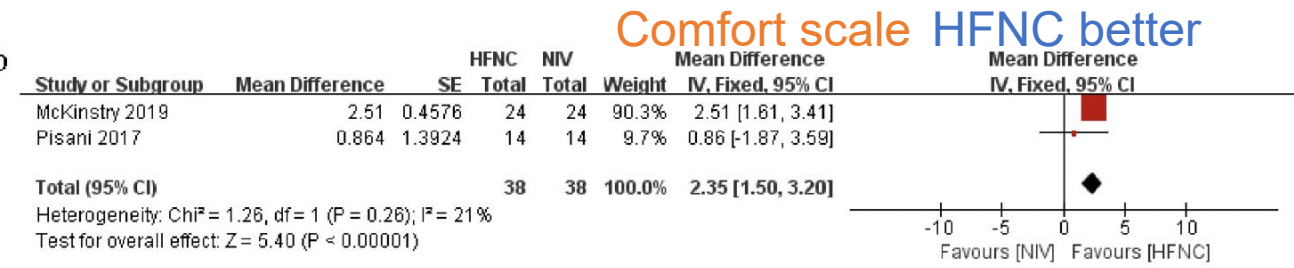 Comfort scale HFNC better
HFNC NIV Mean Difference Mean Difference
Study or Subgroup Mean Difference SE Total Total Weight IV, Fixed, 95% CI IV, Fixed, 95% CI
McKinstry 2019 2.51 0.4576 24 24 90.3% 2.51 [1.61, 3.41]
Pisani 2017 0.864 1.3924 14 14 9.7% 0.86 [-1.87, 3.59]
Total (95% CI) 38 38 100.0% 2.35 [1.50, 3.20]
Heterogeneity: Chi² = 1.26, df = 1 (P = 0.26); I² = 21%
Test for overall effect: Z = 5.40 (P < 0.00001)
-10 -5 0 5 10
Favours [NIV] Favours [HFNC]